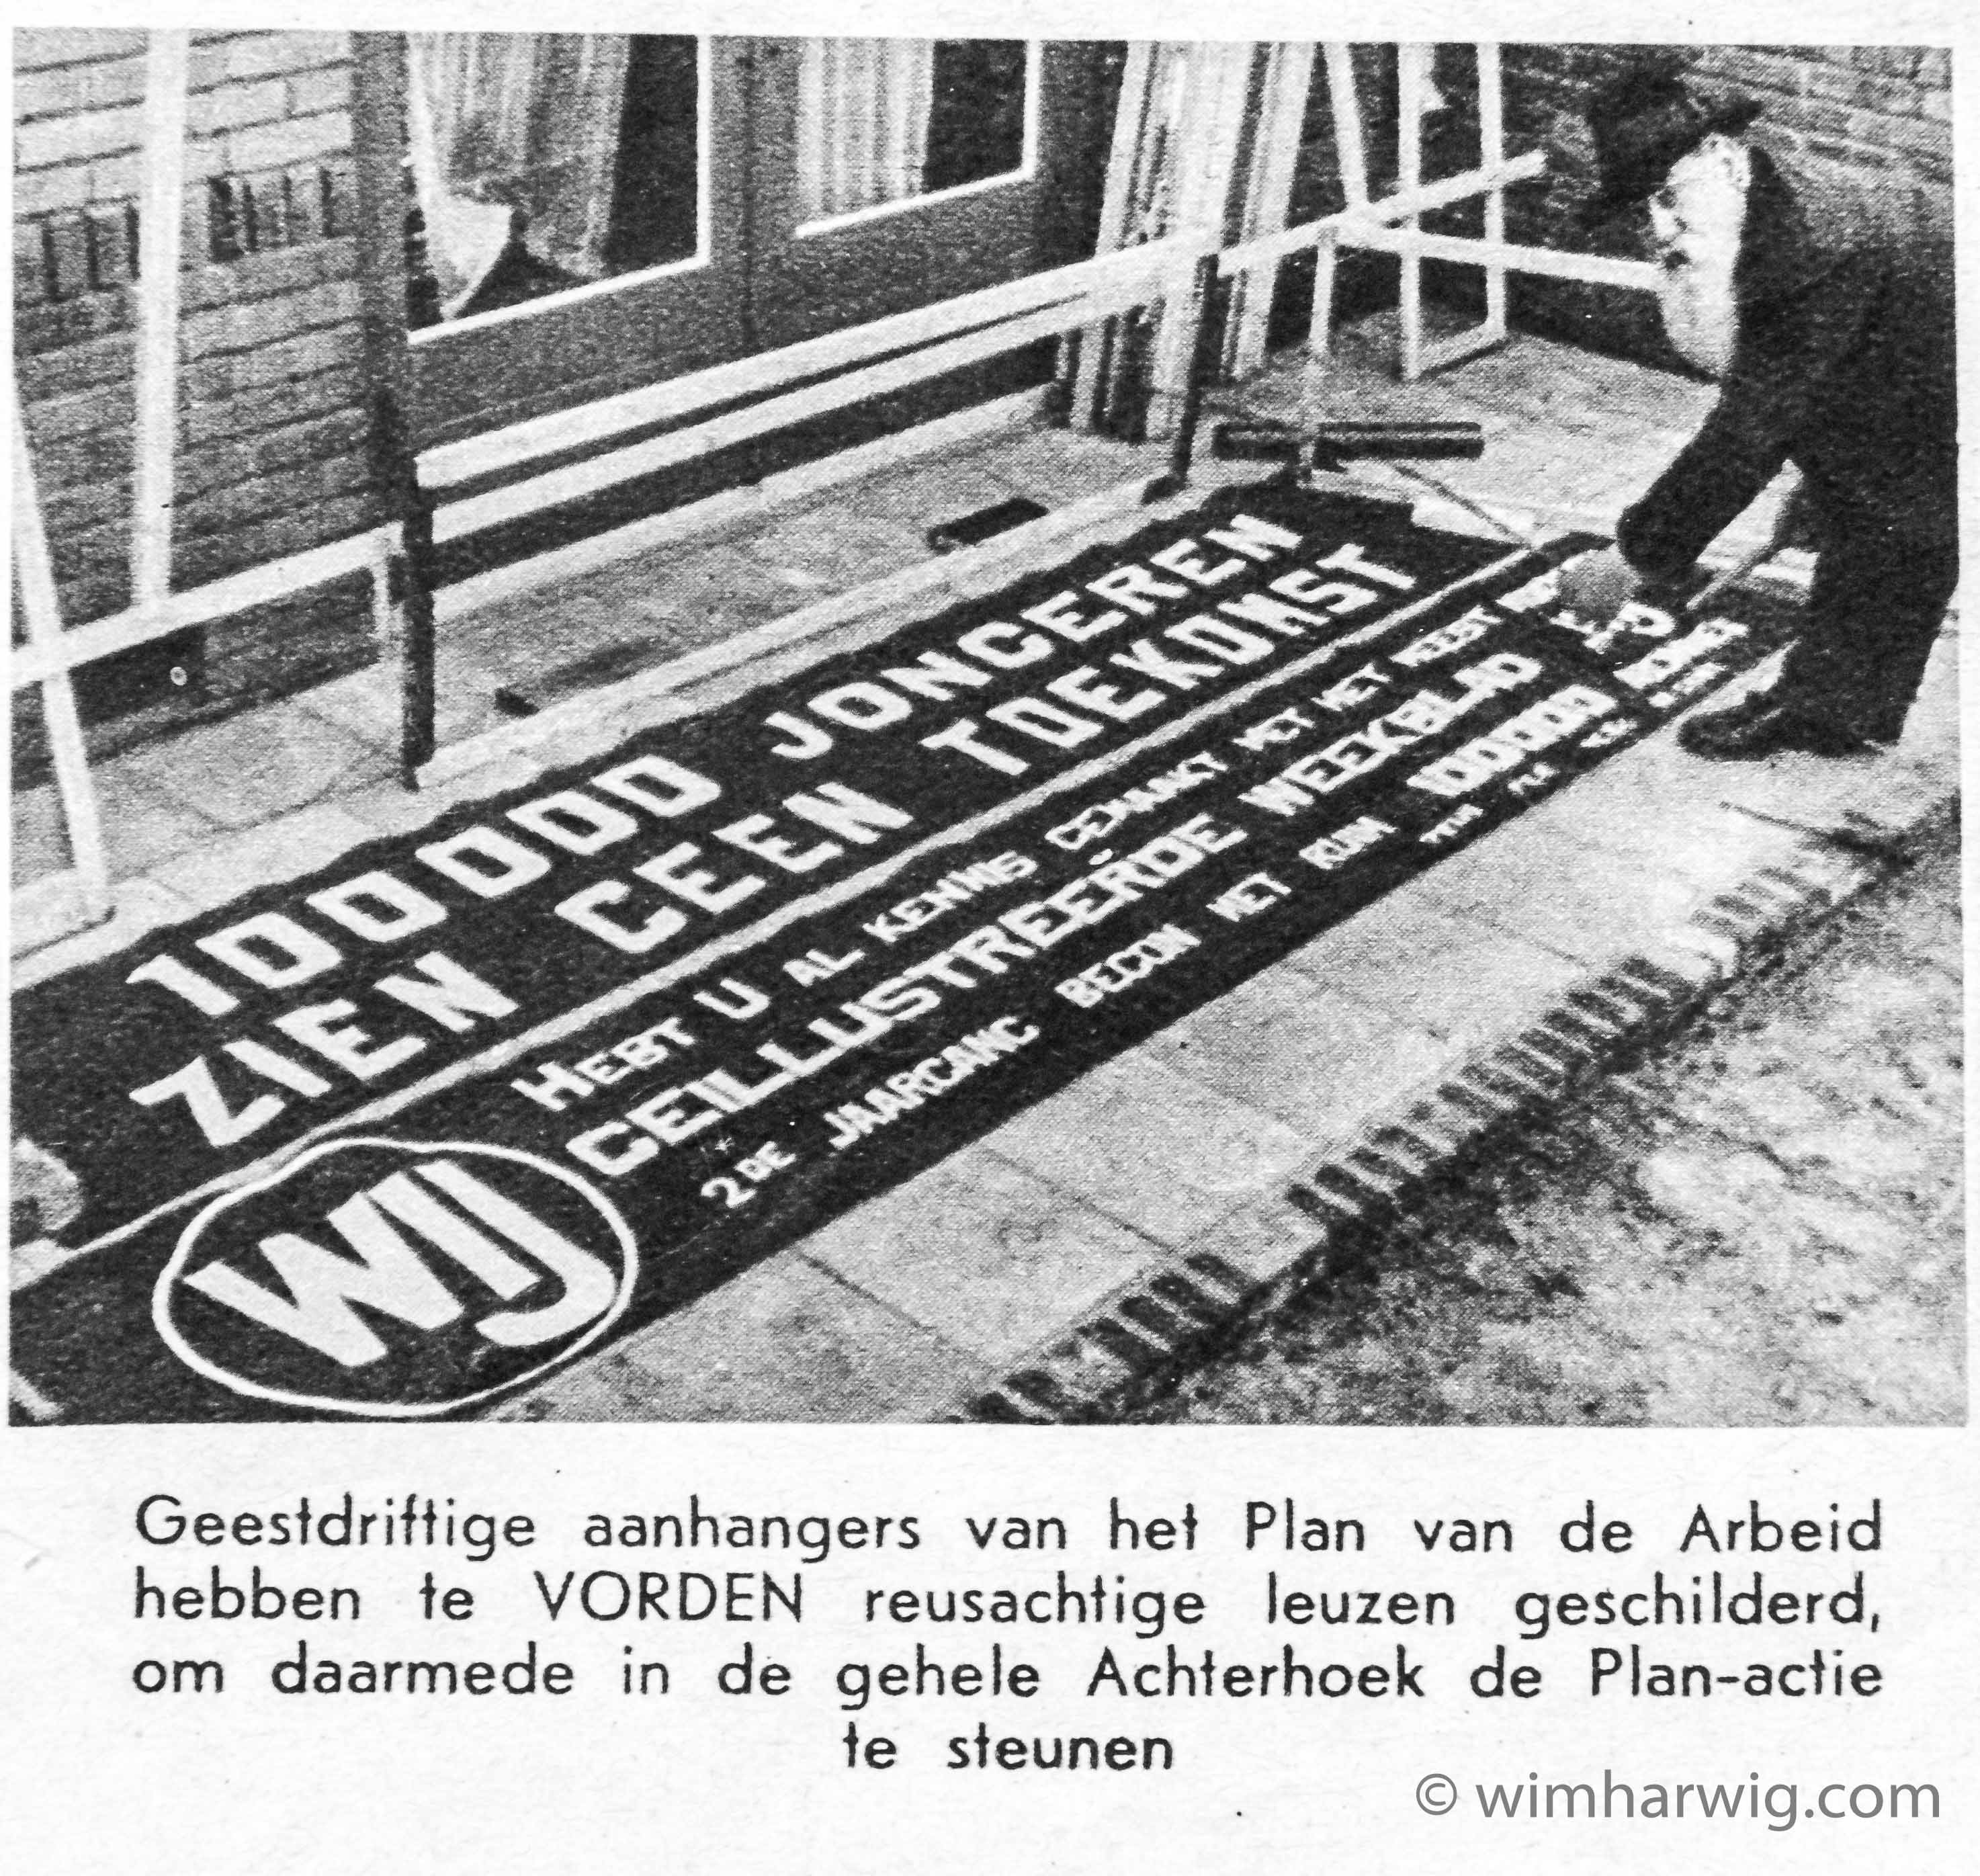 100000 JONGEREN
ZIEN GEEN TOEKOMST
HEBT U AL KENNIS GEMAAKT MET HET MEEST
GEILLUSTREERDE WEEKBLAD
2DE JAARGANG BEGON MET RUIM 100000
WIJ
Geestdriftige aanhangers van het Plan van de Arbeid
hebben te VORDEN reusachtige leuzen geschilderd,
om daarmede in de gehele Achterhoek de Plan-actie
te steunen
© wimharwig.com